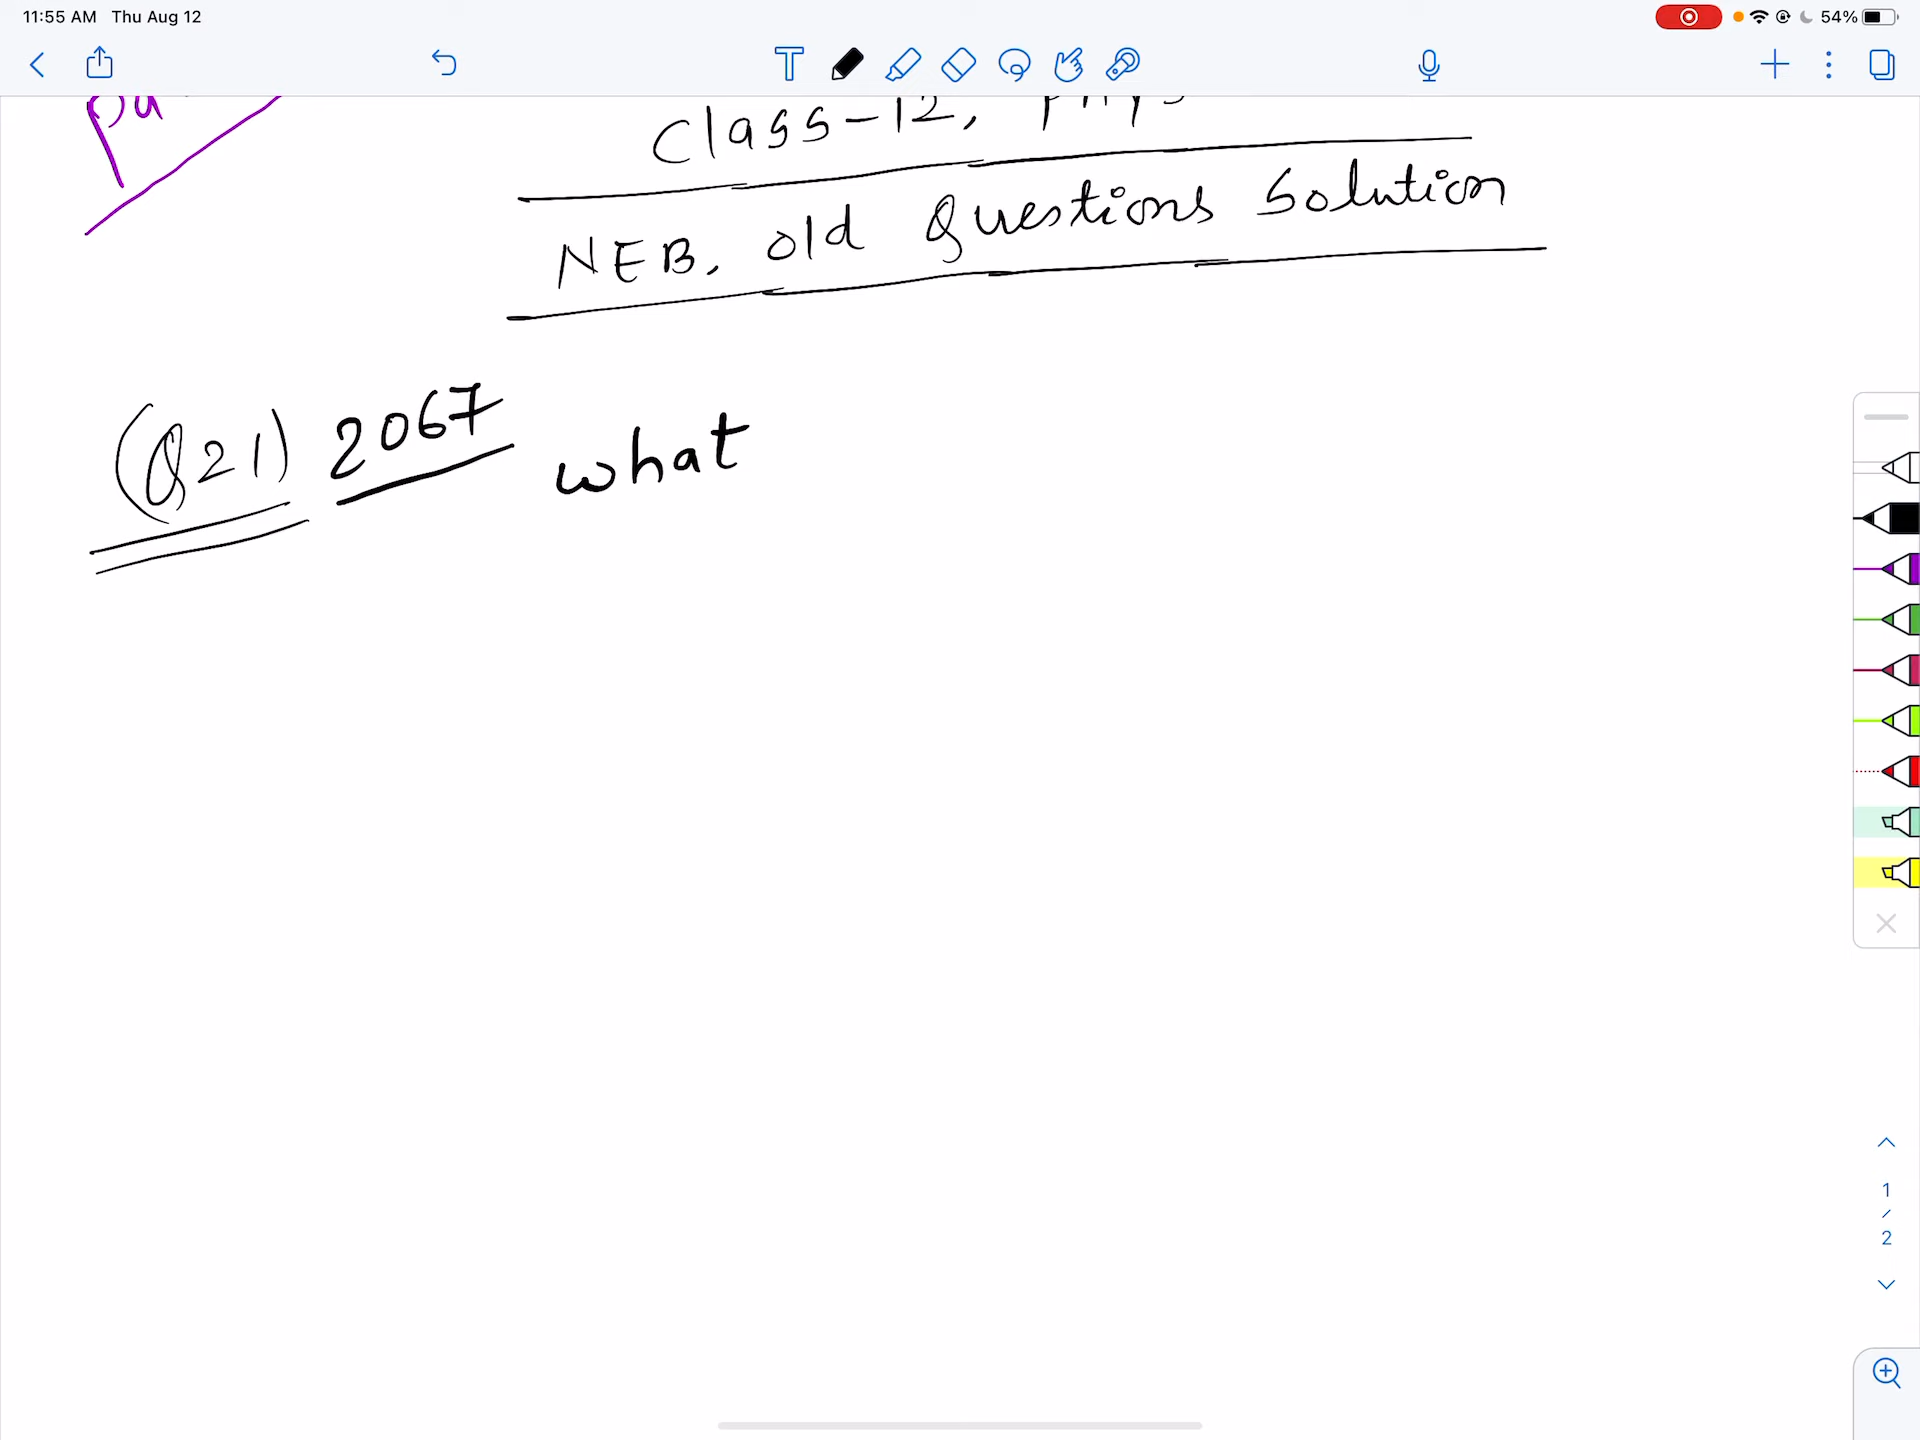 11:55 AM Thu Aug 12
54%
Class-12,
NEB, old Questions Solution
(Q21) 2067 what
1
/
2